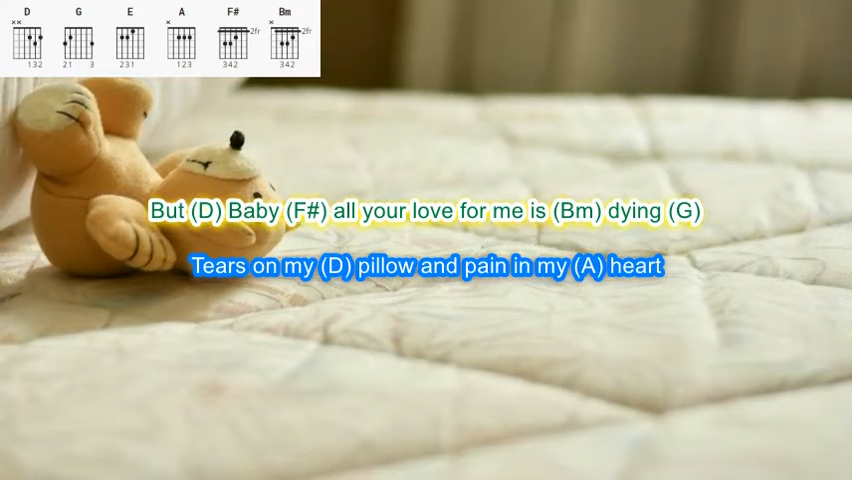 D G E A F# Bm
×× × ×
2fr 2fr
132 21 3 231 123 342 342
But (D) Baby (F#) all your love for me is (Bm) dying (G)
Tears on my (D) pillow and pain in my (A) heart